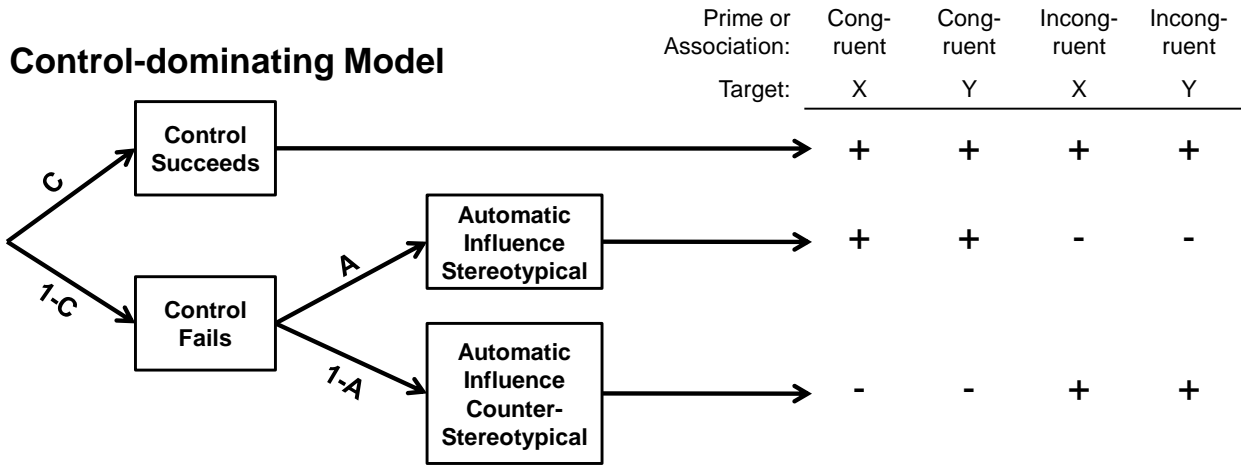 Prime or Cong- Cong- Incong- Incong-
Association: ruent ruent ruent ruent
Control-dominating Model
Target: X Y X Y
Control
Succeeds
+ + + +
C
Automatic
Influence
Stereotypical
+ + - -
A
1-C
Control
Fails
1-A
Automatic
Influence
Counter-
Stereotypical
- - + +